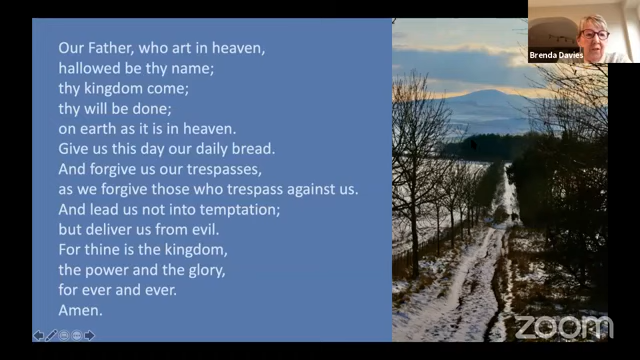 Our Father, who art in heaven,
hallowed be thy name;
thy kingdom come;
thy will be done;
on earth as it is in heaven.
Give us this day our daily bread.
And forgive us our trespasses,
as we forgive those who trespass against us.
And lead us not into temptation;
but deliver us from evil.
For thine is the kingdom,
the power and the glory,
for ever and ever.
Amen.
Brenda Davies
zoom